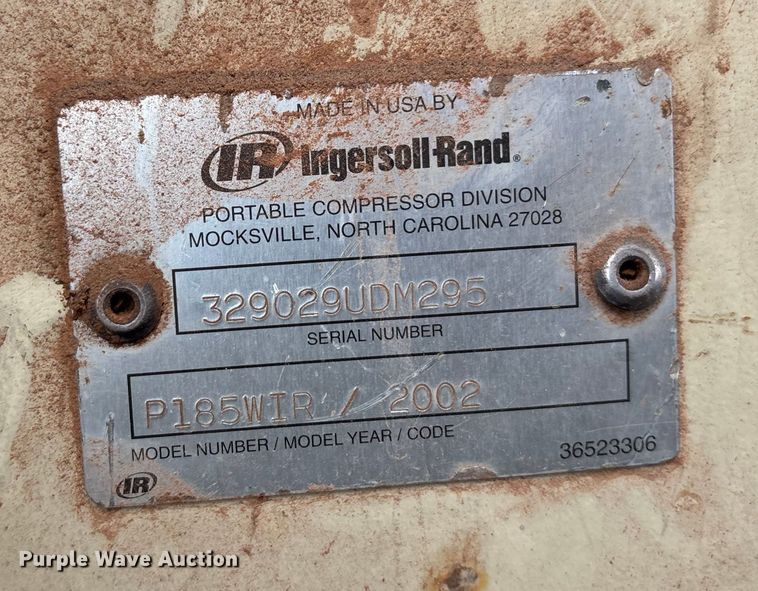 MADE IN USA BY
IR Ingersoll-Rand®
PORTABLE COMPRESSOR DIVISION
MOCKSVILLE, NORTH CAROLINA 27028
329029UDM295
SERIAL NUMBER
P185WIR / 2002
MODEL NUMBER / MODEL YEAR / CODE
36523306
IR
Purple Wave Auction